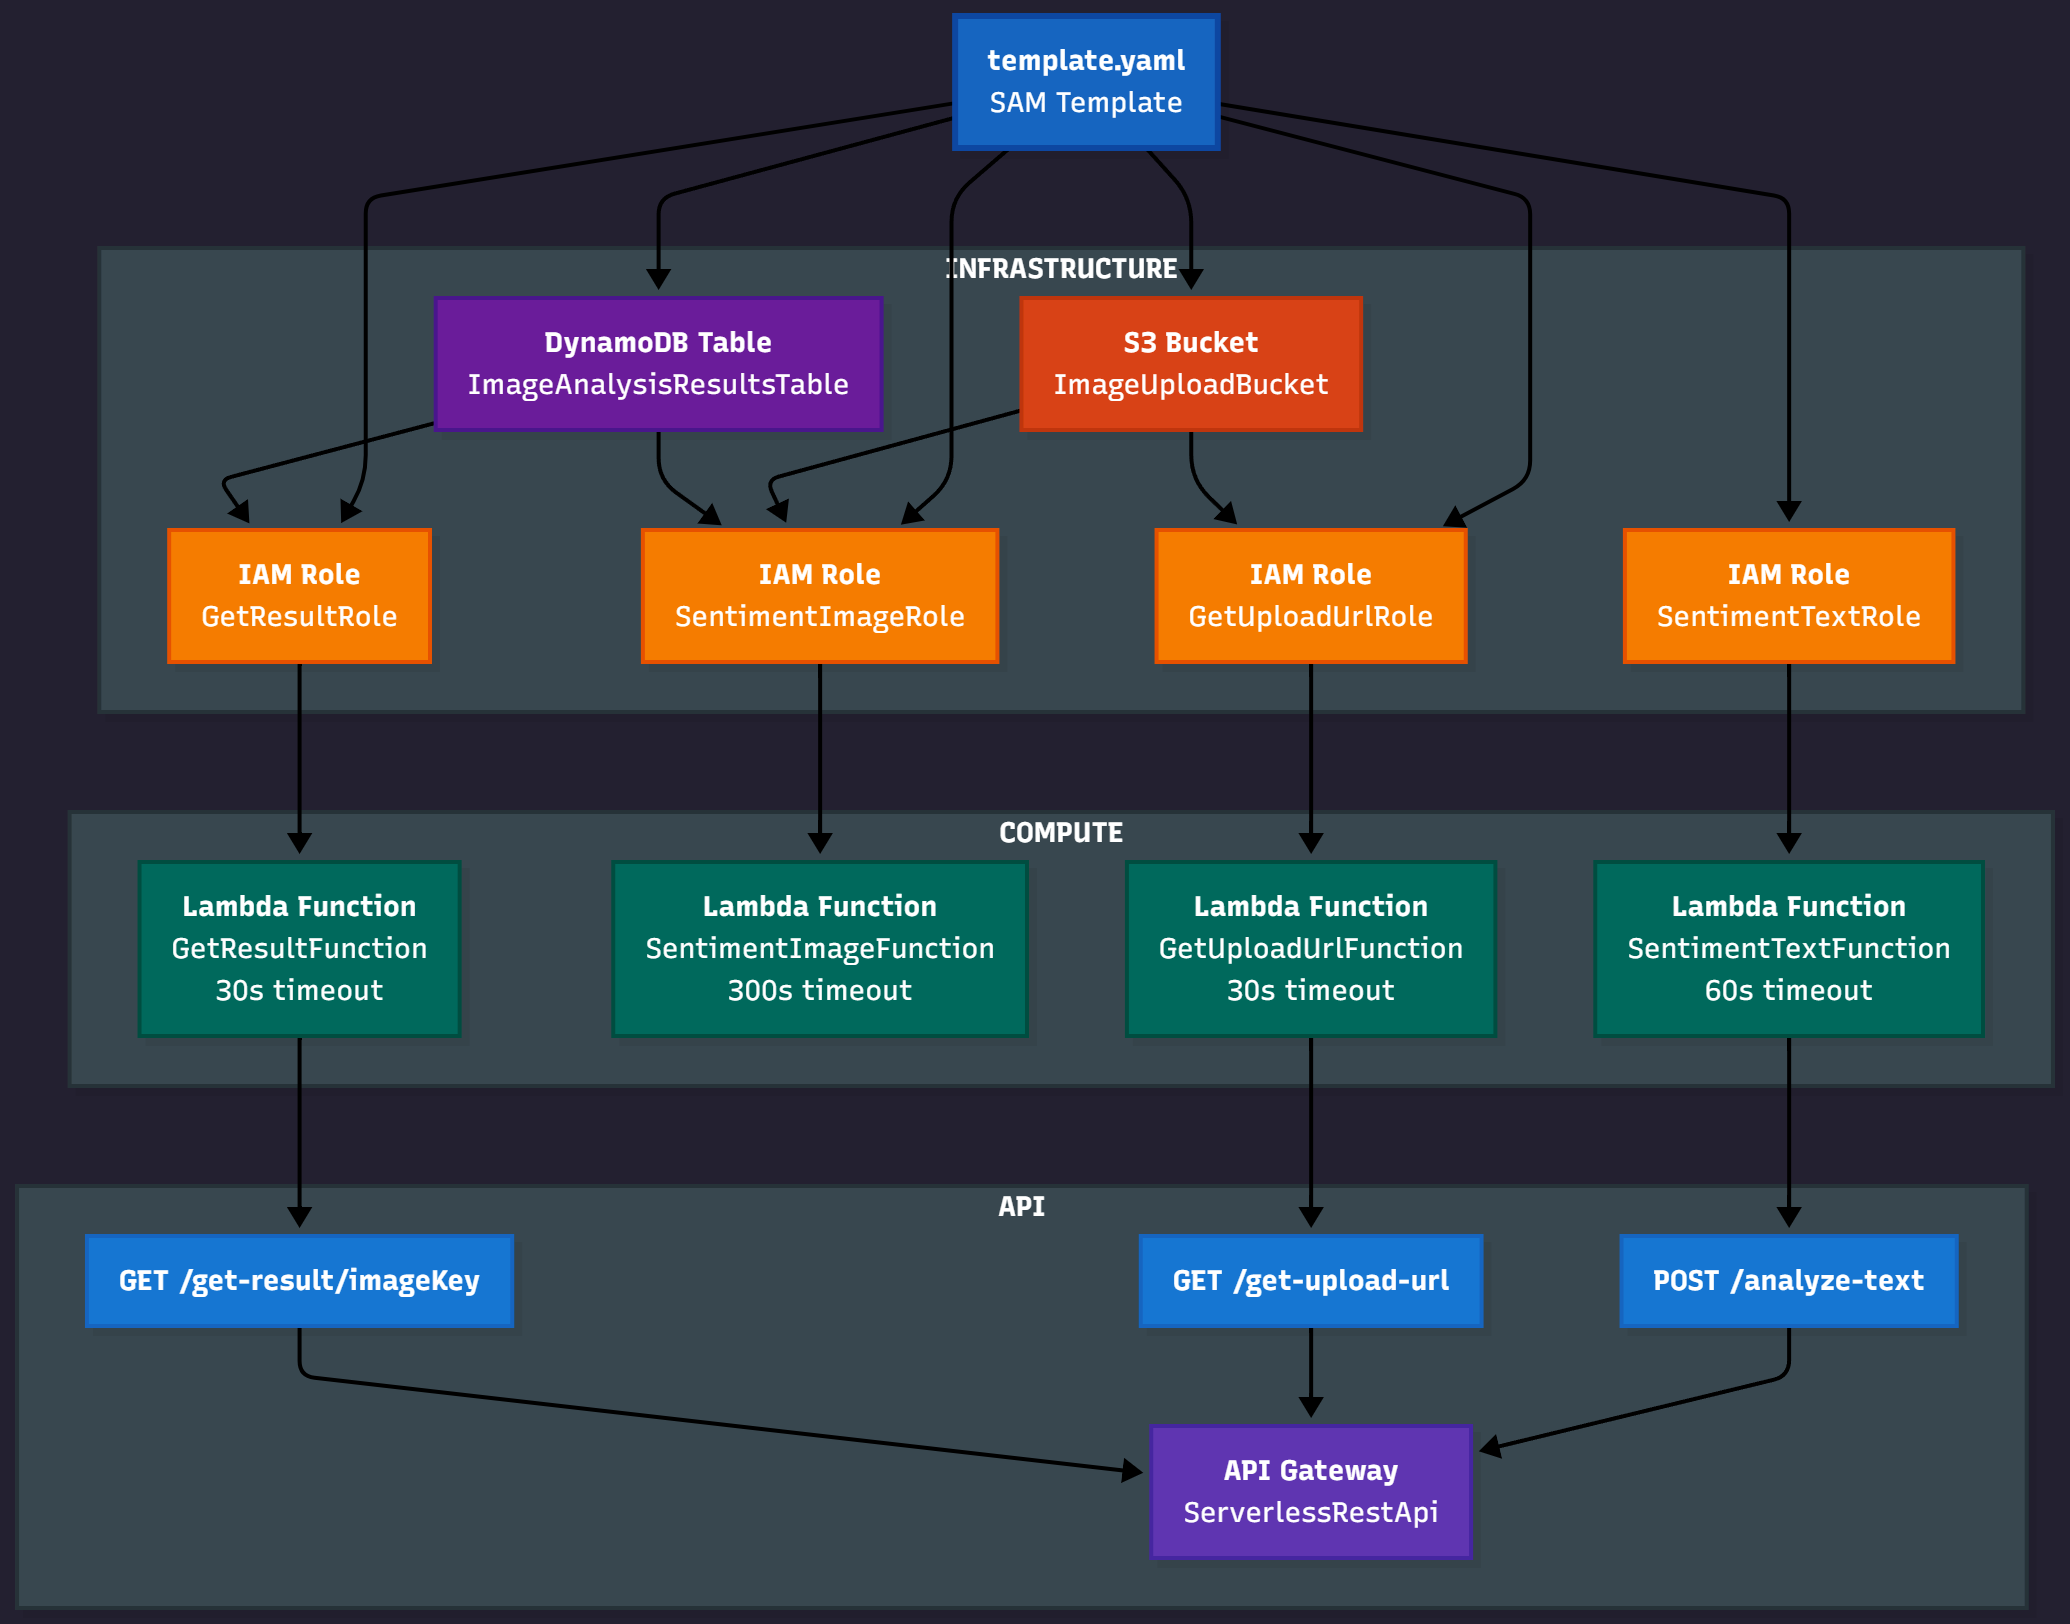 template.yaml
SAM Template
INFRASTRUCTURE
DynamoDB Table
ImageAnalysisResultsTable
S3 Bucket
ImageUploadBucket
IAM Role
GetResultRole
IAM Role
SentimentImageRole
IAM Role
GetUploadUrlRole
IAM Role
SentimentTextRole
COMPUTE
Lambda Function
GetResultFunction
30s timeout
Lambda Function
SentimentImageFunction
300s timeout
Lambda Function
GetUploadUrlFunction
30s timeout
Lambda Function
SentimentTextFunction
60s timeout
API
GET /get-result/imageKey
GET /get-upload-url
POST /analyze-text
API Gateway
ServerlessRestApi